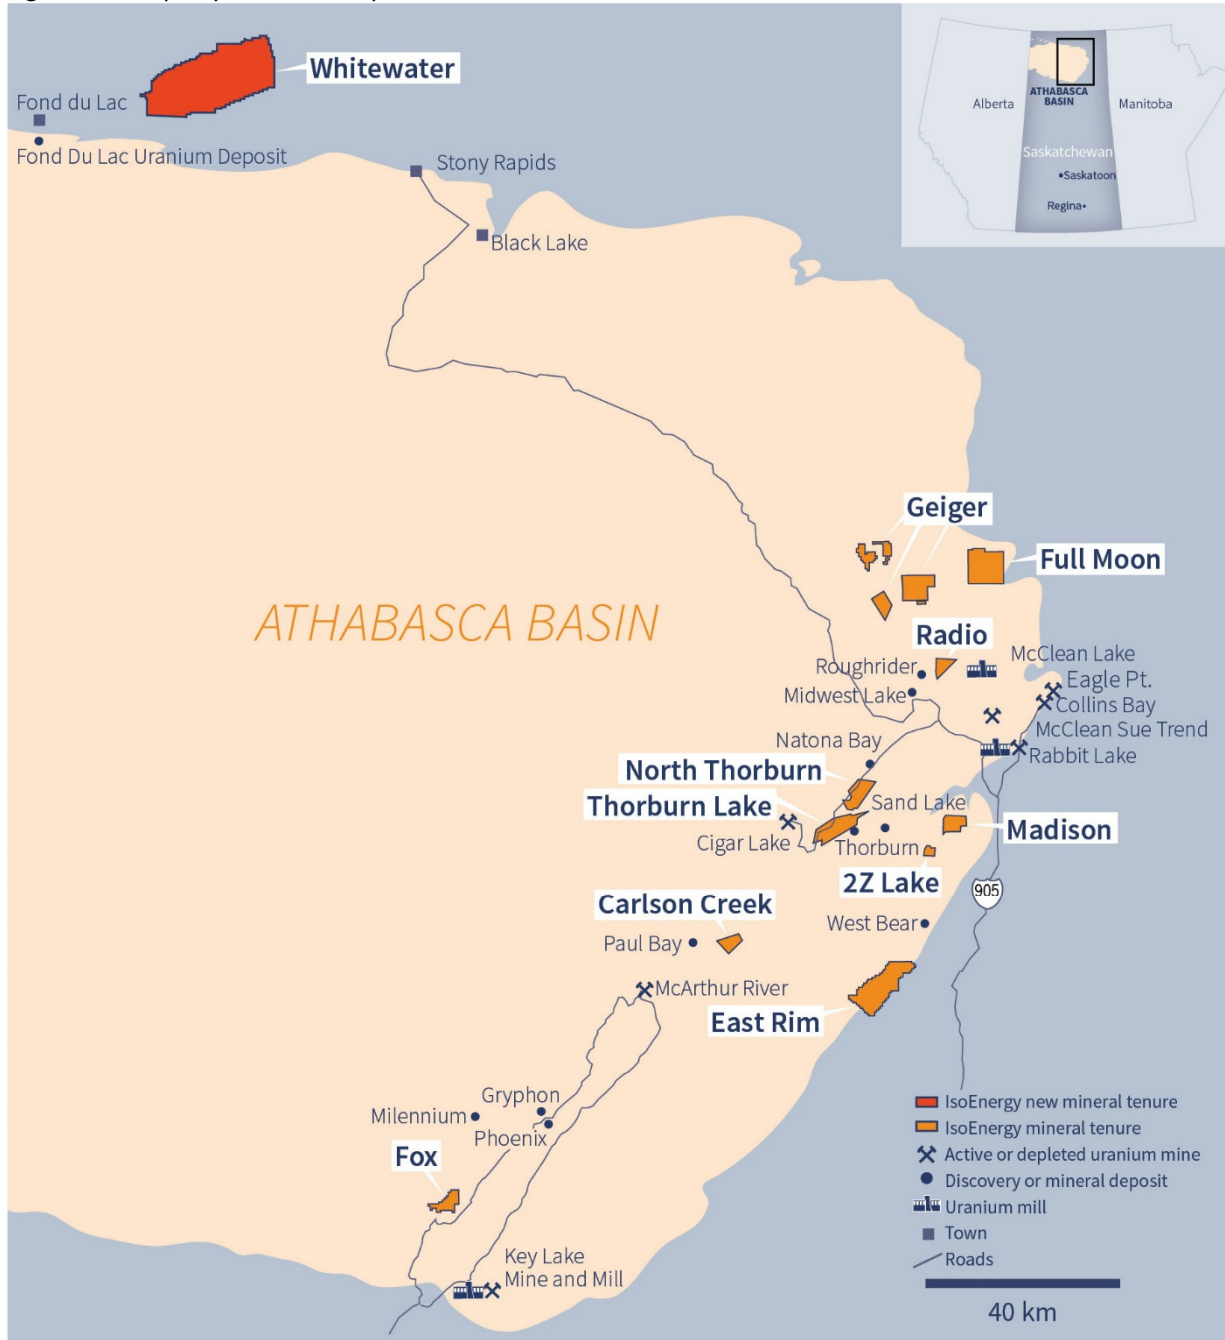 Whitewater
Fond du Lac
Fond Du Lac Uranium Deposit
Stony Rapids
Black Lake
Alberta
ATHABASCA
BASIN
Manitoba
Saskatchewan
Saskatoon
Regina
Geiger
Full Moon
ATHABASCA BASIN
Radio
McClean Lake
Roughrider
Eagle Pt.
Midwest Lake
Collins Bay
McClean Sue Trend
Natona Bay
Rabbit Lake
North Thorburn
Thorburn Lake
Sand Lake
Madison
Cigar Lake
Thorburn
2Z Lake
905
Carlson Creek
West Bear
Paul Bay
McArthur River
East Rim
Gryphon
Milennium
Phoenix
Fox
Key Lake
Mine and Mill
IsoEnergy new mineral tenure
IsoEnergy mineral tenure
Active or depleted uranium mine
Discovery or mineral deposit
Uranium mill
Town
Roads
40 km